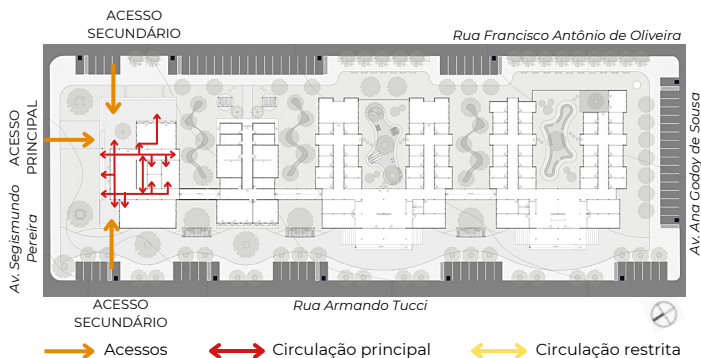 ACESSO
SECUNDÁRIO
Rua Francisco Antônio de Oliveira
ACESSO
PRINCIPAL
Av. Segismundo
Pereira
Av. Ana Godoy de Sousa
ACESSO
SECUNDÁRIO
Rua Armando Tucci
Acessos
Circulação principal
Circulação restrita